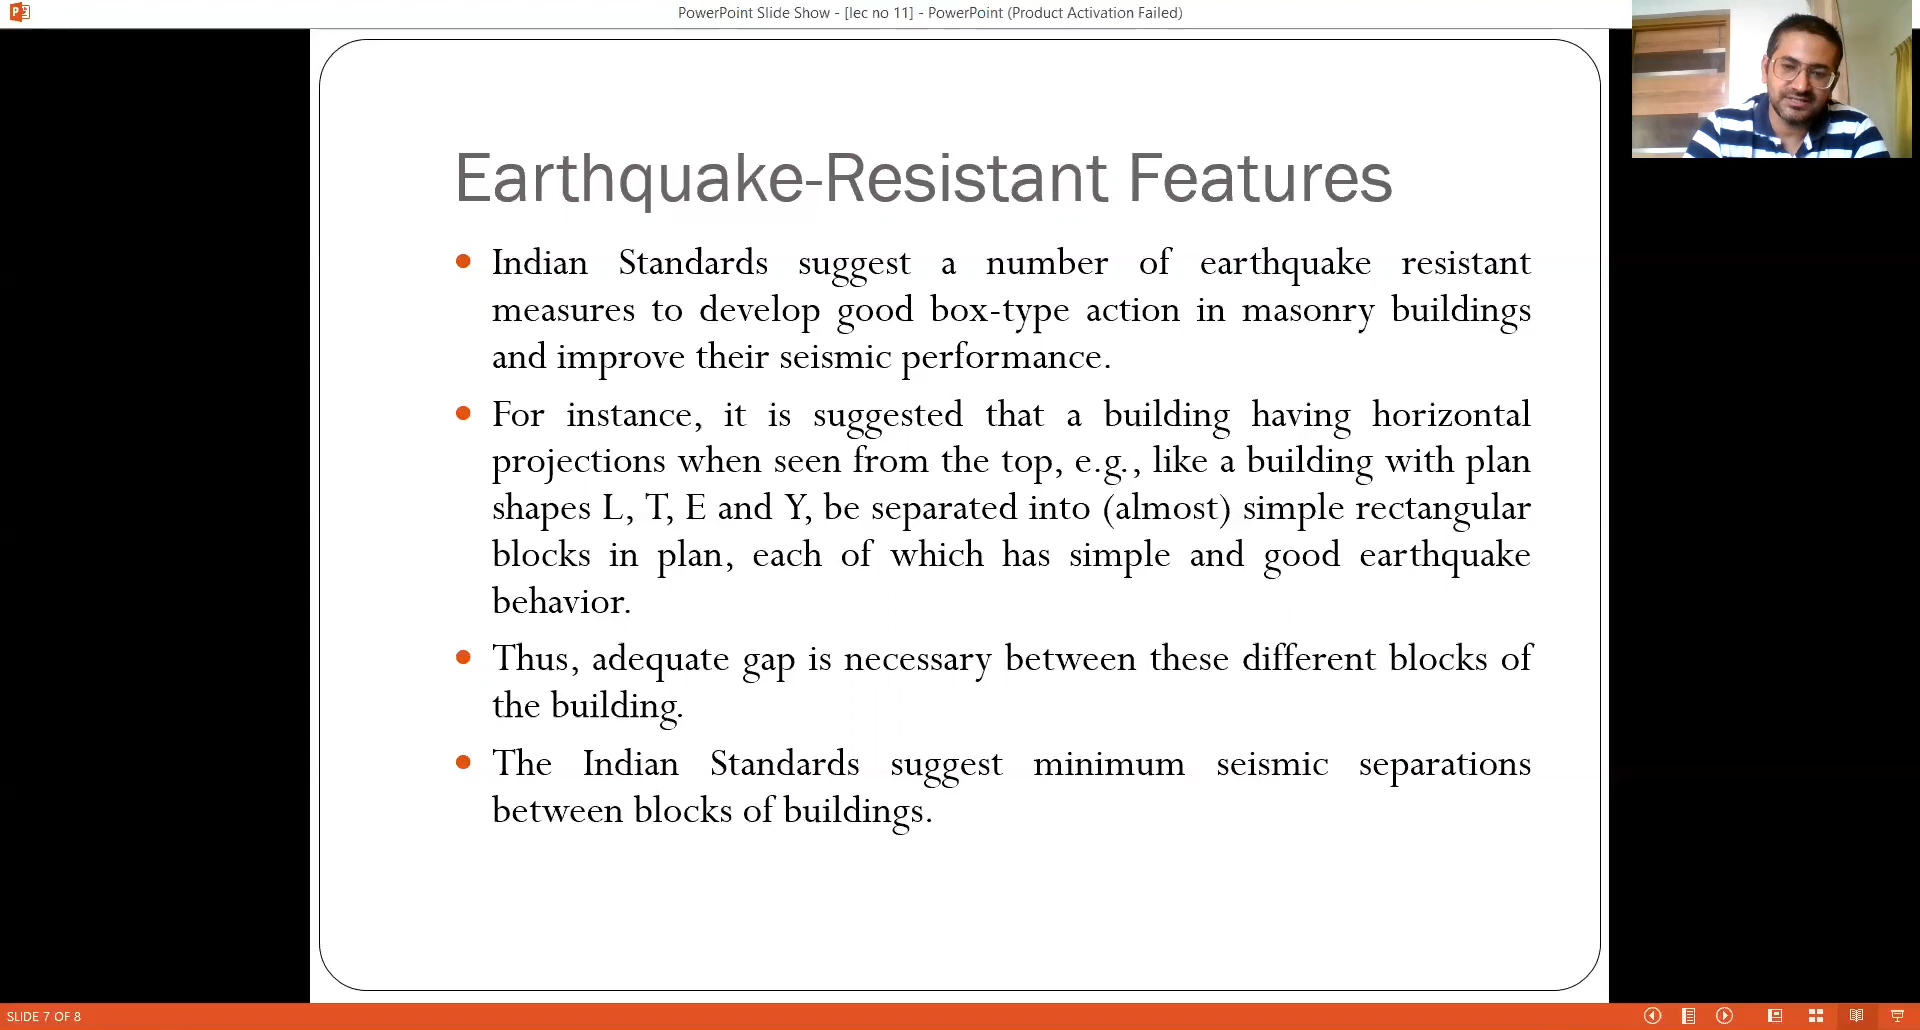 PowerPoint Slide Show - [lec no 11] - PowerPoint (Product Activation Failed)
Earthquake-Resistant Features
• Indian Standards suggest a number of earthquake resistant
measures to develop good box-type action in masonry buildings
and improve their seismic performance.
• For instance, it is suggested that a building having horizontal
projections when seen from the top, e.g., like a building with plan
shapes L, T, E and Y, be separated into (almost) simple rectangular
blocks in plan, each of which has simple and good earthquake
behavior.
• Thus, adequate gap is necessary between these different blocks of
the building.
• The Indian Standards suggest minimum seismic separations
between blocks of buildings.
SLIDE 7 OF 8